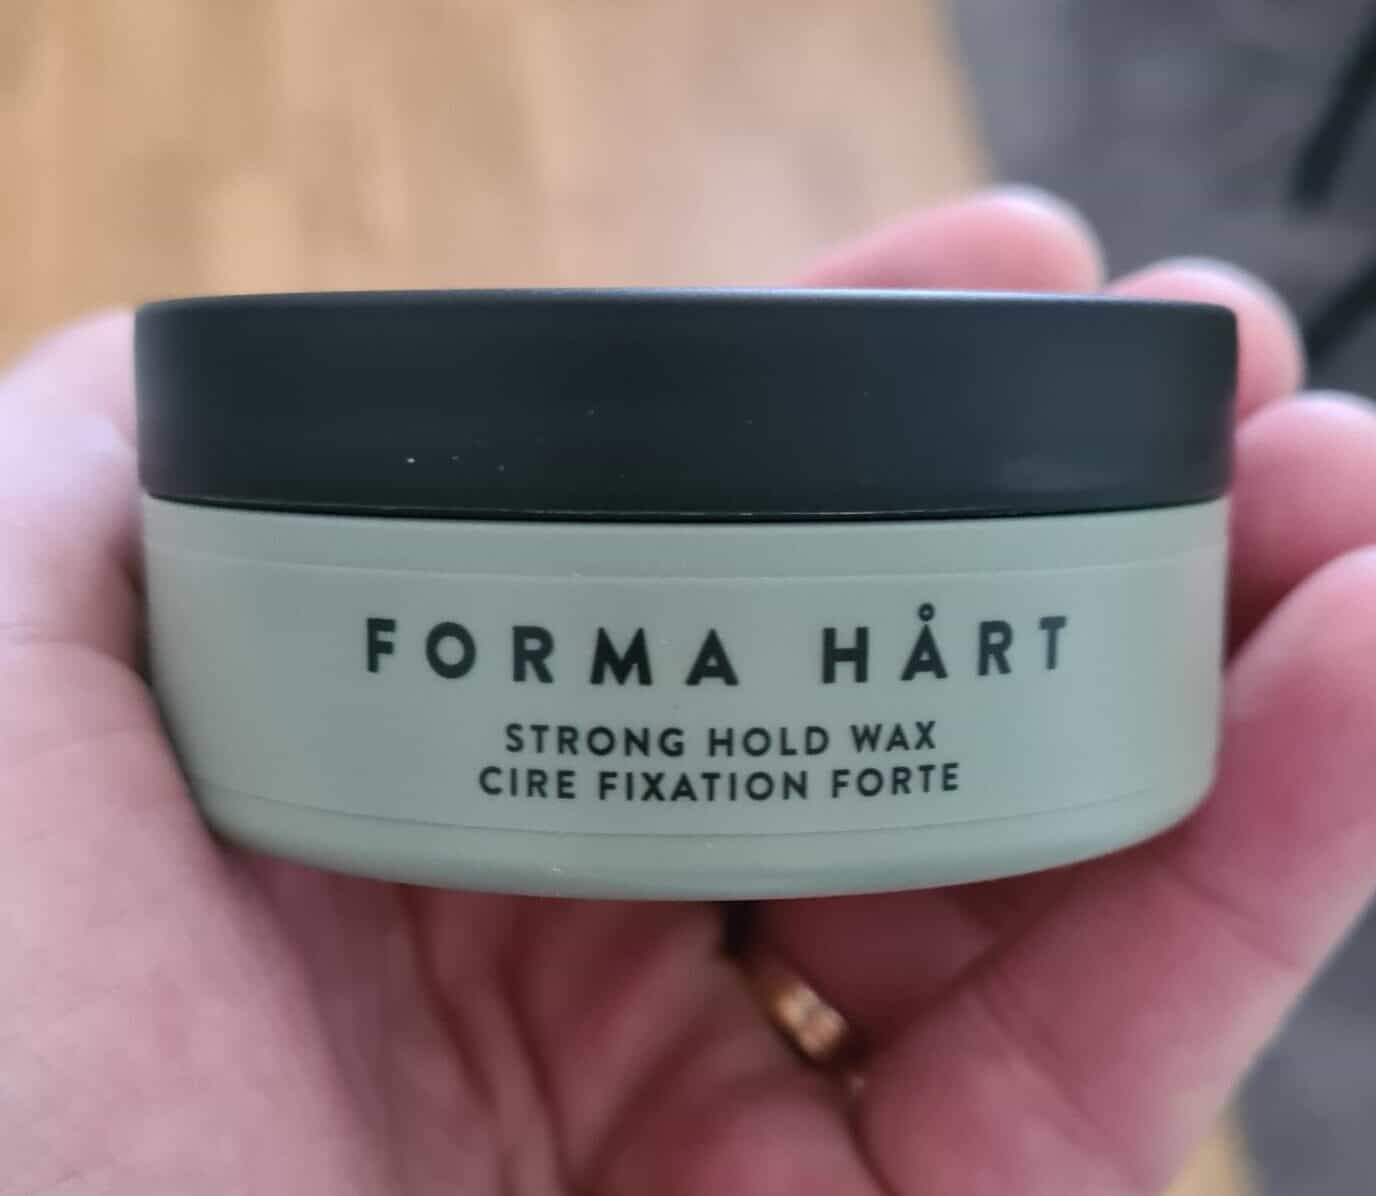 FORMA HÅRT
STRONG HOLD WAX
CIRE FIXATION FORTE